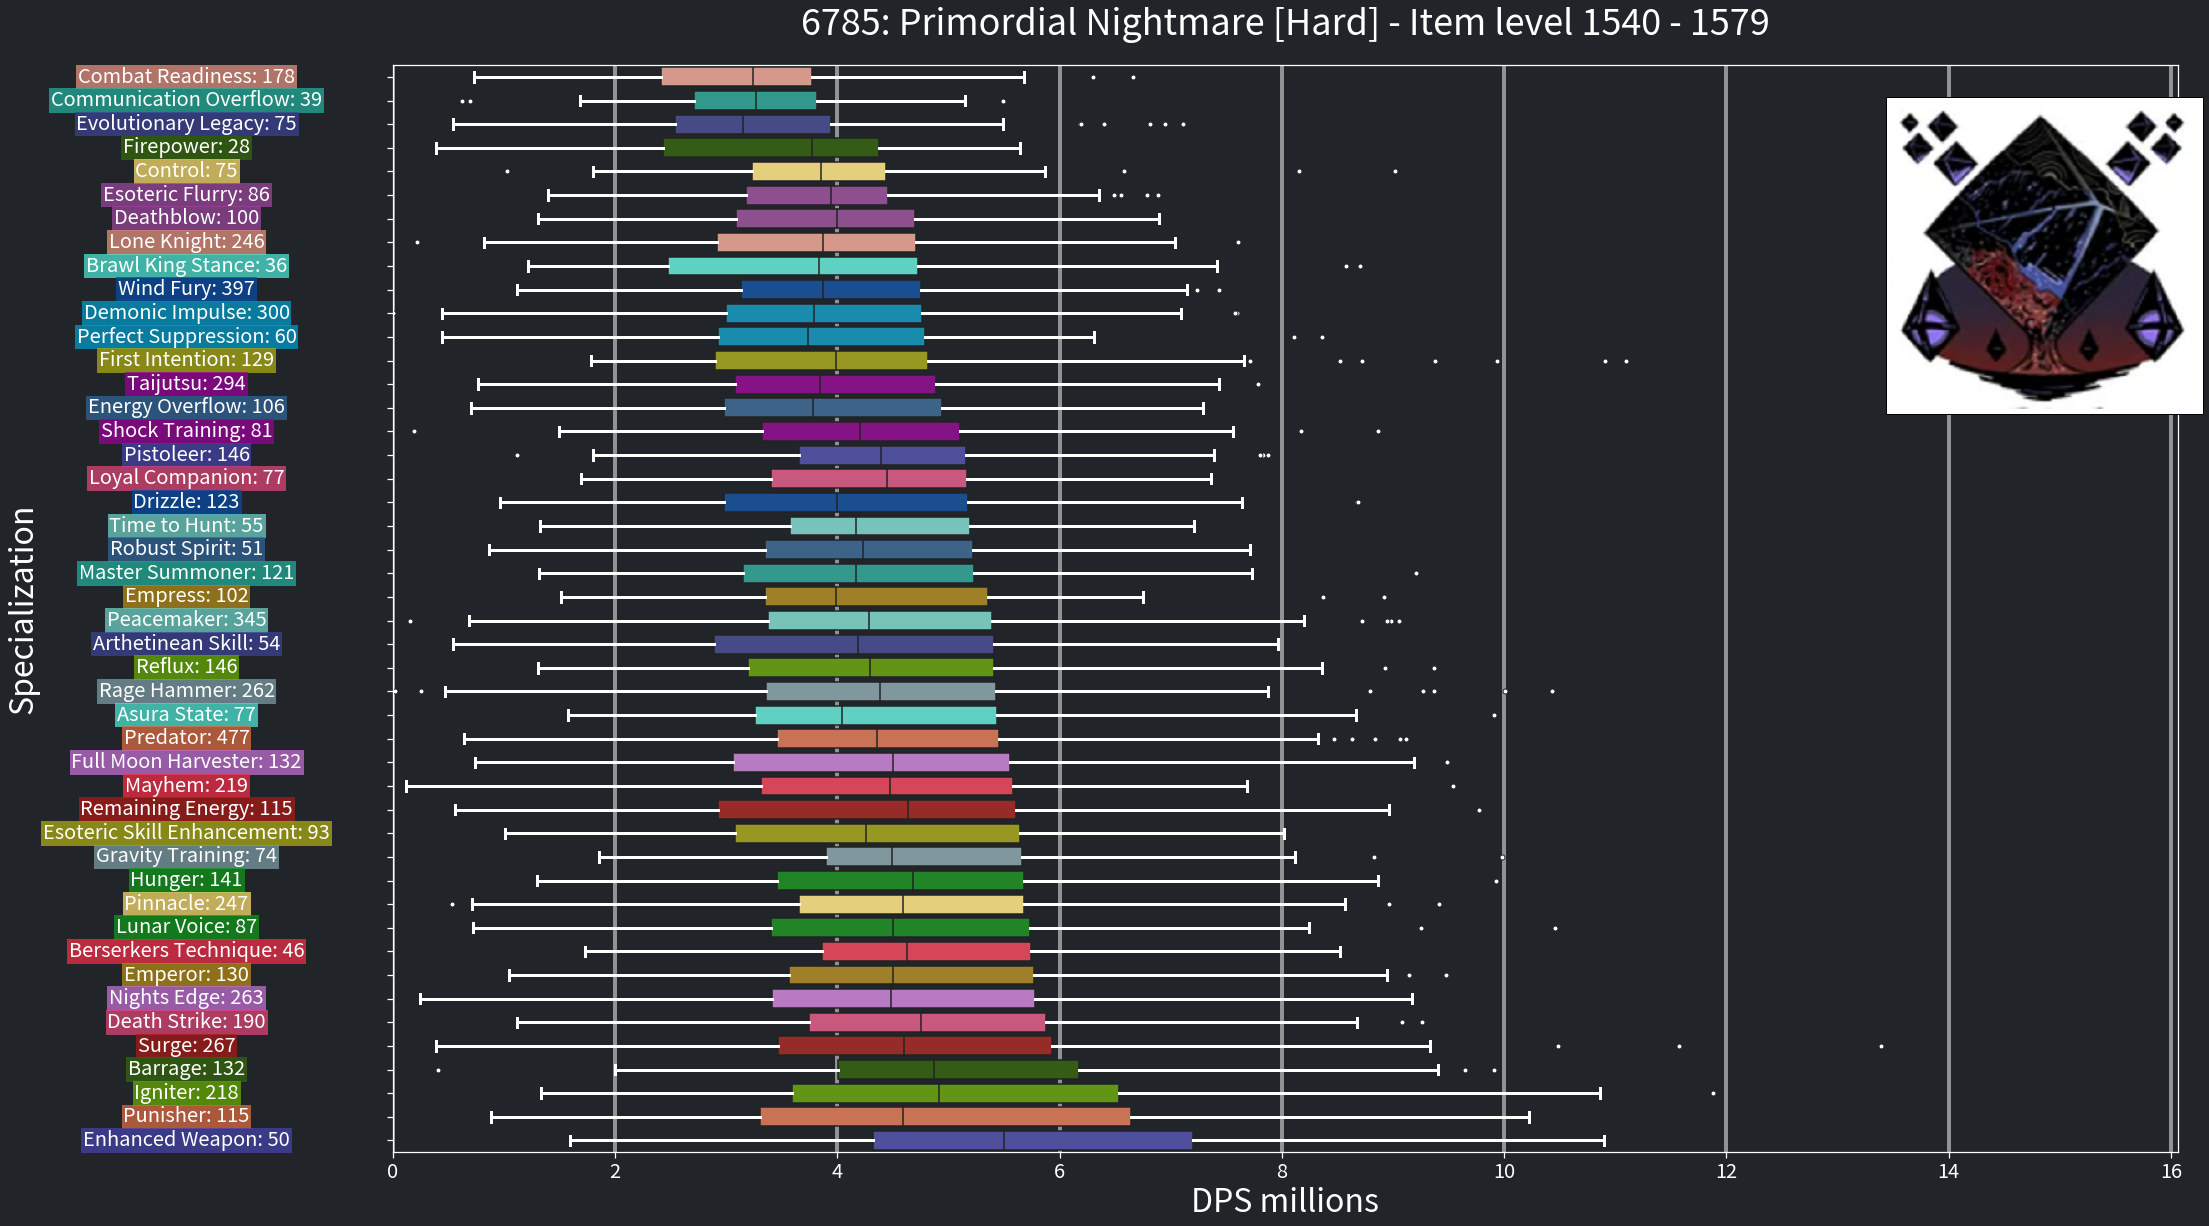 6785: Primordial Nightmare [Hard] - Item level 1540 - 1579
Combat Readiness: 178
Communication Overflow: 39
Evolutionary Legacy: 75
Firepower: 28
Control: 75
Esoteric Flurry: 86
Deathblow: 100
Lone Knight: 246
Brawl King Stance: 36
Wind Fury: 397
Demonic Impulse: 300
Perfect Suppression: 60
First Intention: 129
Taijutsu: 294
Energy Overflow: 106
Shock Training: 81
Pistoleer: 146
Loyal Companion: 77
Drizzle: 123
Time to Hunt: 55
Robust Spirit: 51
Master Summoner: 121
Empress: 102
Peacemaker: 345
Arthetinean Skill: 54
Reflux: 146
Rage Hammer: 262
Asura State: 77
Predator: 477
Full Moon Harvester: 132
Mayhem: 219
Remaining Energy: 115
Esoteric Skill Enhancement: 93
Gravity Training: 74
Hunger: 141
Pinnacle: 247
Lunar Voice: 87
Berserkers Technique: 46
Emperor: 130
Nights Edge: 263
Death Strike: 190
Surge: 267
Barrage: 132
Igniter: 218
Punisher: 115
Enhanced Weapon: 50
Specialization
0 2 4 6 8 10 12 14 16
DPS millions